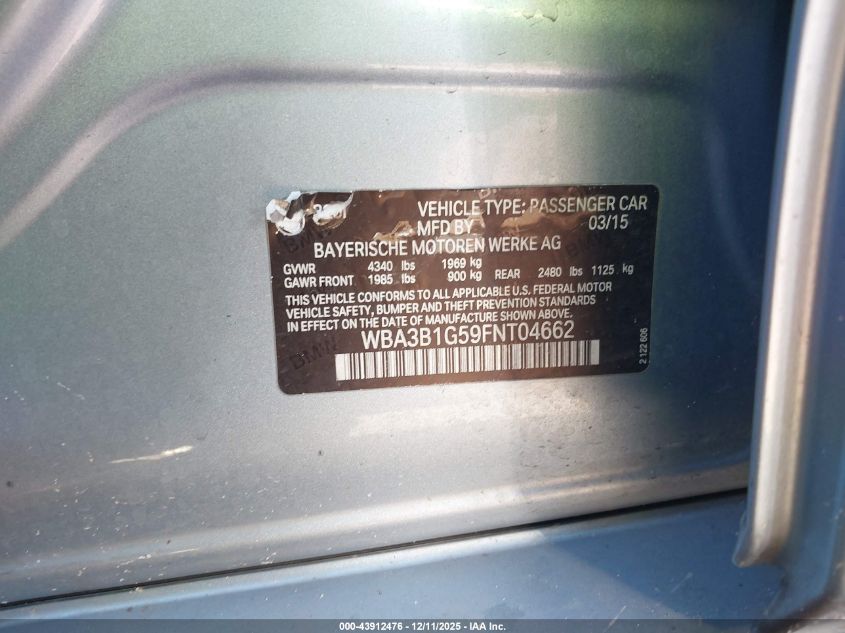 VEHICLE TYPE: PASSENGER CAR
MFD BY 03/15
BAYERISCHE MOTOREN WERKE AG
GVWR 4340 lbs 1969 kg
GAWR FRONT 1985 lbs 900 kg REAR 2480 lbs 1125 kg
THIS VEHICLE CONFORMS TO ALL APPLICABLE U.S. FEDERAL MOTOR
VEHICLE SAFETY, BUMPER AND THEFT PREVENTION STANDARDS
IN EFFECT ON THE DATE OF MANUFACTURE SHOWN ABOVE.
WBA3B1G59FNT04662
BMW
2 122 606
000-43912476 - 12/11/2025 - IAA Inc.